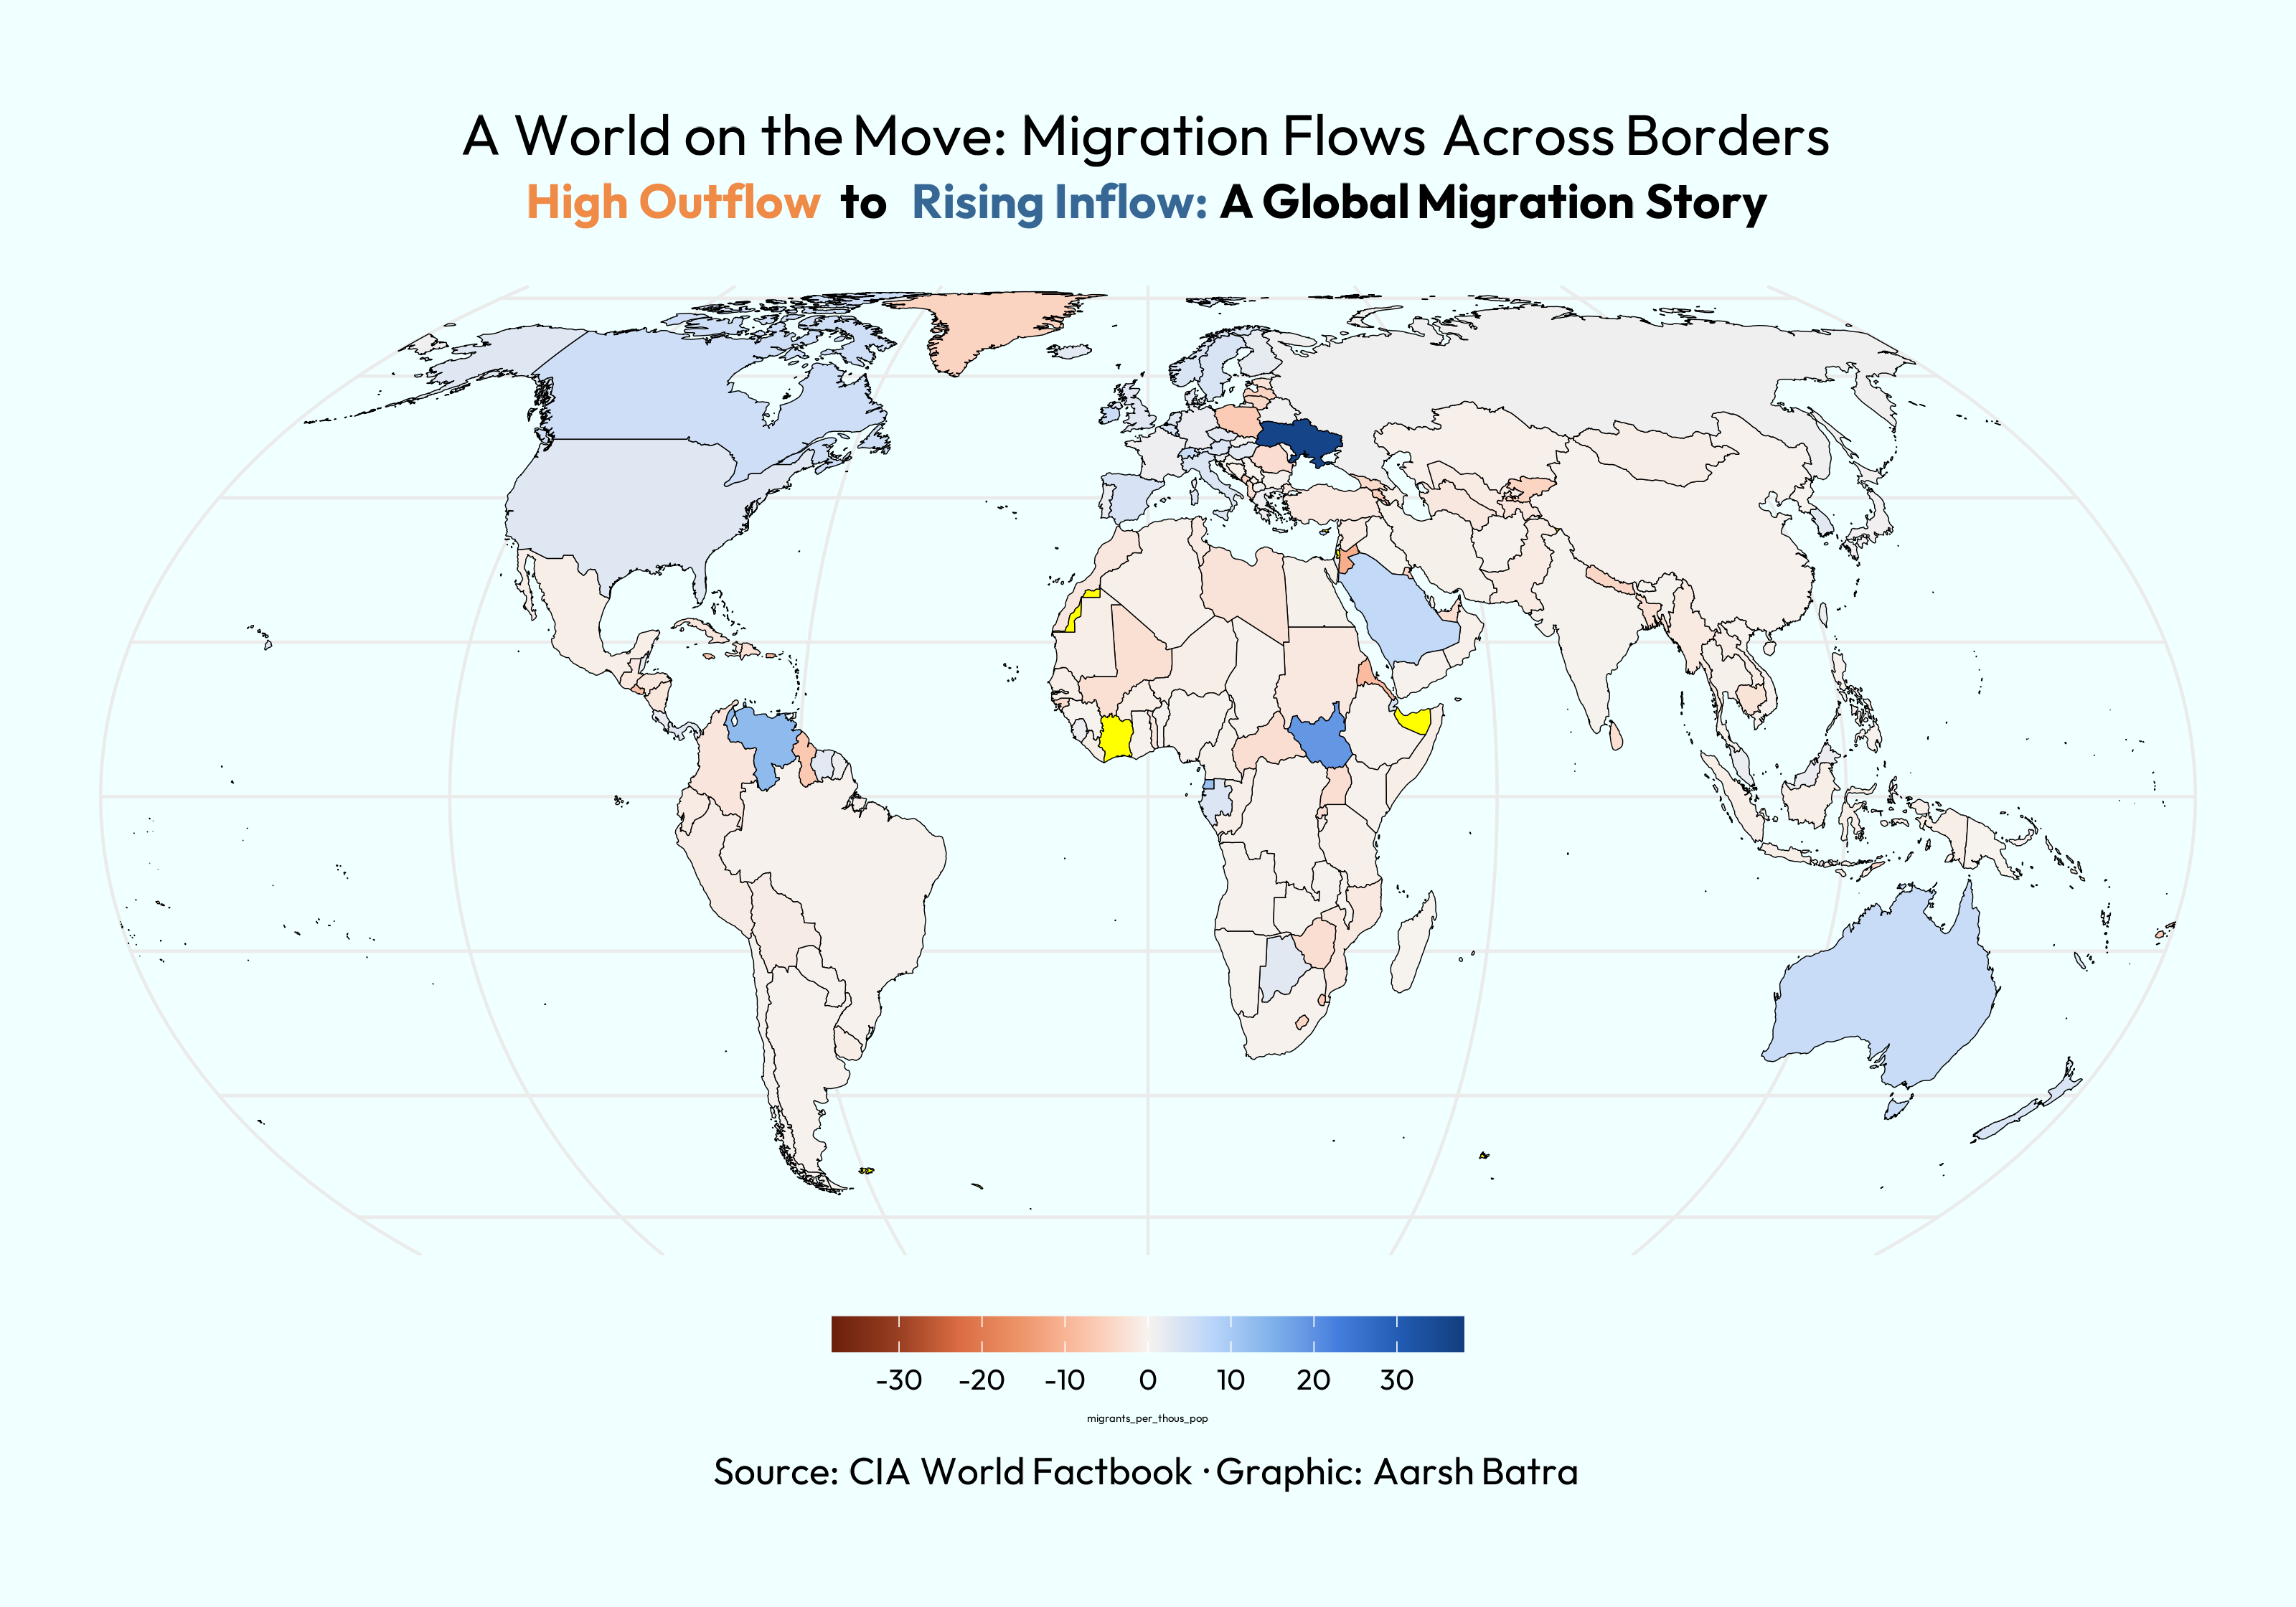 A World on the Move: Migration Flows Across Borders
High Outflow to Rising Inflow: A Global Migration Story
-30 -20 -10 0 10 20 30
migrants_per_thous_pop
Source: CIA World Factbook · Graphic: Aarsh Batra